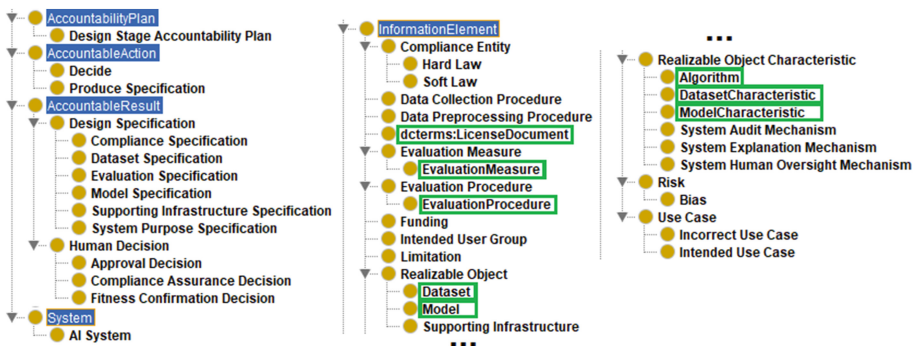 AccountabilityPlan
Design Stage Accountability Plan
AccountableAction
Decide
Produce Specification
AccountableResult
Design Specification
Compliance Specification
Dataset Specification
Evaluation Specification
Model Specification
Supporting Infrastructure Specification
System Purpose Specification
Human Decision
Approval Decision
Compliance Assurance Decision
Fitness Confirmation Decision
System
AI System
InformationElement
Compliance Entity
Hard Law
Soft Law
Data Collection Procedure
Data Preprocessing Procedure
dcterms:LicenseDocument
Evaluation Measure
EvaluationMeasure
Evaluation Procedure
EvaluationProcedure
Funding
Intended User Group
Limitation
Realizable Object
Dataset
Model
Supporting Infrastructure
...
...
Realizable Object Characteristic
Algorithm
DatasetCharacteristic
ModelCharacteristic
System Audit Mechanism
System Explanation Mechanism
System Human Oversight Mechanism
Risk
Bias
Use Case
Incorrect Use Case
Intended Use Case